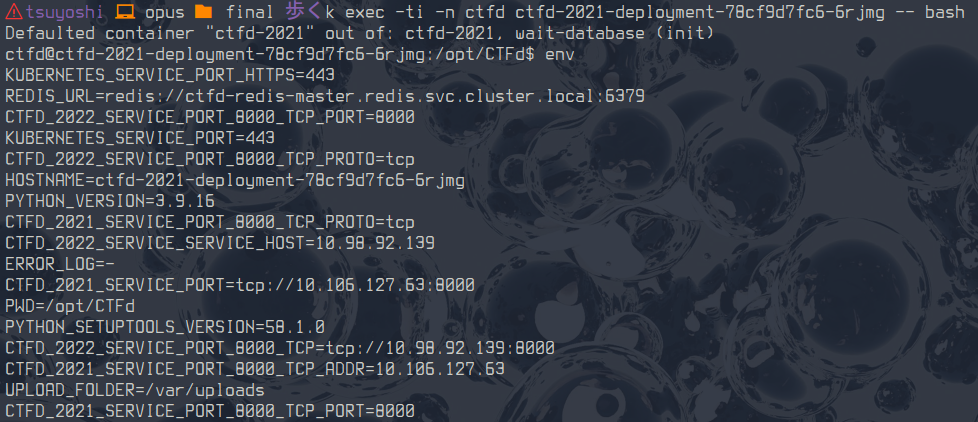 tsuyoshi opus final 歩くk exec -ti -n ctfd ctfd-2021-deployment-78cf9d7fc6-6rjmg -- bash
Defaulted container "ctfd-2021" out of: ctfd-2021, wait-database (init)
ctfd@ctfd-2021-deployment-78cf9d7fc6-6rjmg:/opt/CTFd$ env
KUBERNETES_SERVICE_PORT_HTTPS=443
REDIS_URL=redis://ctfd-redis-master.redis.svc.cluster.local:6379
CTFD_2022_SERVICE_PORT_8000_TCP_PORT=8000
KUBERNETES_SERVICE_PORT=443
CTFD_2022_SERVICE_PORT_8000_TCP_PROTO=tcp
HOSTNAME=ctfd-2021-deployment-78cf9d7fc6-6rjmg
PYTHON_VERSION=3.9.16
CTFD_2021_SERVICE_PORT_8000_TCP_PROTO=tcp
CTFD_2022_SERVICE_SERVICE_HOST=10.98.92.139
ERROR_LOG=-
CTFD_2021_SERVICE_PORT=tcp://10.106.127.63:8000
PWD=/opt/CTFd
PYTHON_SETUPTOOLS_VERSION=58.1.0
CTFD_2022_SERVICE_PORT_8000_TCP=tcp://10.98.92.139:8000
CTFD_2021_SERVICE_PORT_8000_TCP_ADDR=10.106.127.63
UPLOAD_FOLDER=/var/uploads
CTFD_2021_SERVICE_PORT_8000_TCP_PORT=8000